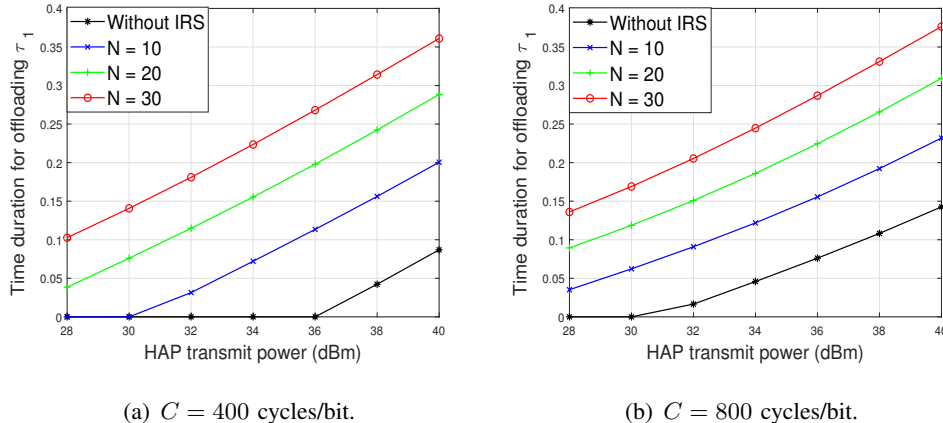 Time duration for offloading τ 1
0.4
0.35
0.3
0.25
0.2
0.15
0.1
0.05
0
Without IRS
N = 10
N = 20
N = 30
28 30 32 34 36 38 40
HAP transmit power (dBm)
(a) C = 400 cycles/bit.
Time duration for offloading τ 1
0.4
0.35
0.3
0.25
0.2
0.15
0.1
0.05
0
Without IRS
N = 10
N = 20
N = 30
28 30 32 34 36 38 40
HAP transmit power (dBm)
(b) C = 800 cycles/bit.